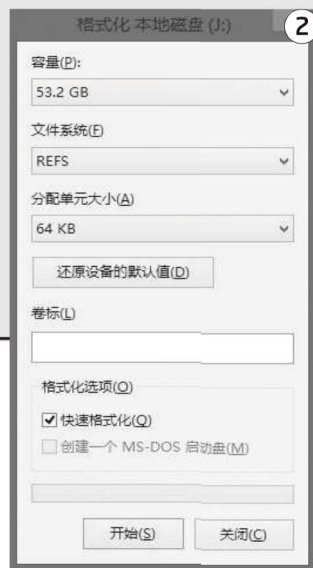 格式化 本地磁盘 (J:)
2
容量(P):
53.2 GB
文件系统(F)
REFS
分配单元大小(A)
64 KB
还原设备的默认值(D)
卷标(L)
格式化选项(O)
快速格式化(Q)
创建一个 MS-DOS 启动盘(M)
开始(S)
关闭(C)